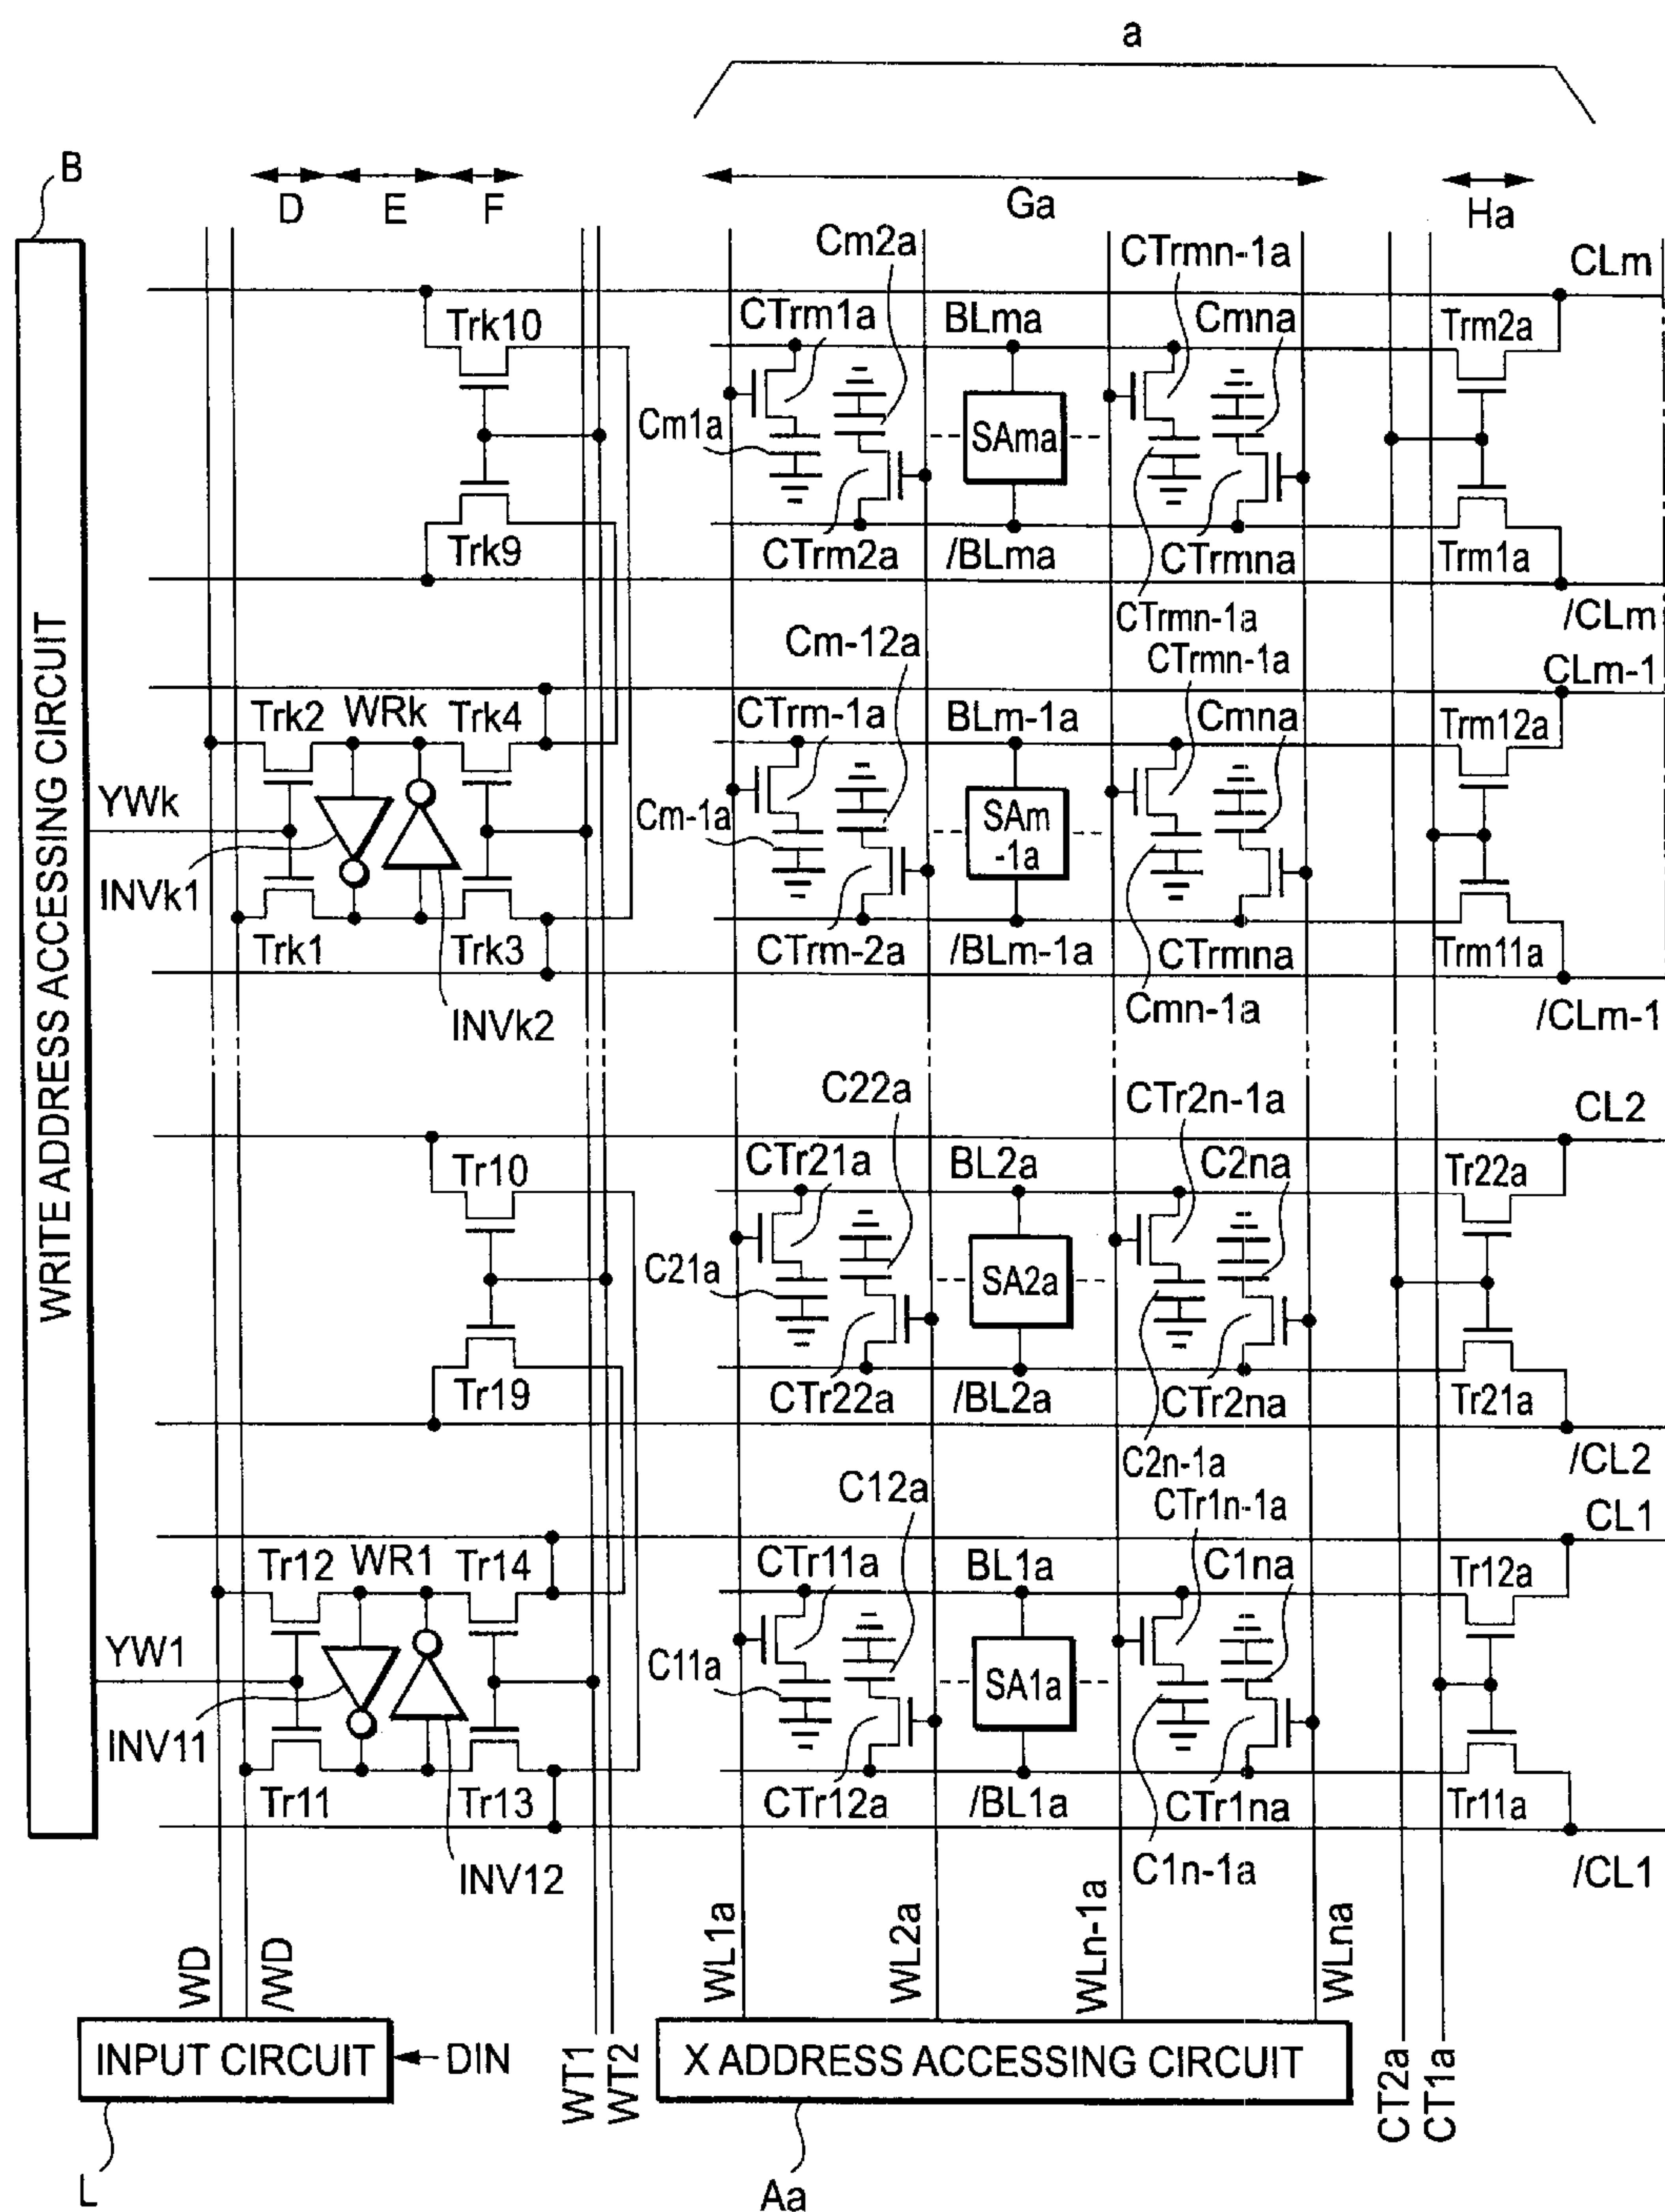 a
B
D
E
F
Ga
Ha
Cm2a
CTrmn-1a
CLm
CTrm1a
BLma
Cmna
Trm2a
Trk10
Cm1a
SAma
Trk9
CTrm2a
/BLma
CTrmna
Trm1a
CTrmn-1a
/CLm
WRITE ADDRESS ACCESSING CIRCUIT
Cm-12a
CTrmn-1a
CLm-1
Trk2
WRk
Trk4
CTrm-1a
BLm-1a
Cmna
Trm12a
YWk
Cm-1a
SAm
-1a
INVk1
Trk1
Trk3
CTrm-2a
/BLm-1a
CTrmna
Trm11a
INVk2
Cmn-1a
/CLm-1
C22a
CTr2n-1a
CL2
Tr10
CTr21a
BL2a
C2na
Tr22a
C21a
SA2a
Tr19
CTr22a
/BL2a
CTr2na
Tr21a
C2n-1a
/CL2
C12a
CTr1n-1a
CL1
Tr12
WR1
Tr14
CTr11a
BL1a
C1na
Tr12a
YW1
C11a
SA1a
INV11
Tr11
Tr13
CTr12a
/BL1a
CTr1na
Tr11a
INV12
C1n-1a
/CL1
WD
/WD
WL1a
WL2a
WLn-1a
WLna
INPUT CIRCUIT
DIN
WT1
WT2
X ADDRESS ACCESSING CIRCUIT
CT2a
CT1a
L
Aa